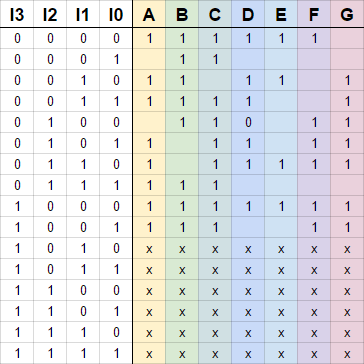 I3 I2 I1 I0 A B C D E F G
0 0 0 0 1 1 1 1 1 1
0 0 0 1 1 1
0 0 1 0 1 1 1 1 1
0 0 1 1 1 1 1 1 1
0 1 0 0 1 1 0 1 1
0 1 0 1 1 1 1 1 1
0 1 1 0 1 1 1 1 1
0 1 1 1 1 1 1
1 0 0 0 1 1 1 1 1 1 1
1 0 0 1 1 1 1 1 1
1 0 1 0 x x x x x x x
1 0 1 1 x x x x x x x
1 1 0 0 x x x x x x x
1 1 0 1 x x x x x x x
1 1 1 0 x x x x x x x
1 1 1 1 x x x x x x x